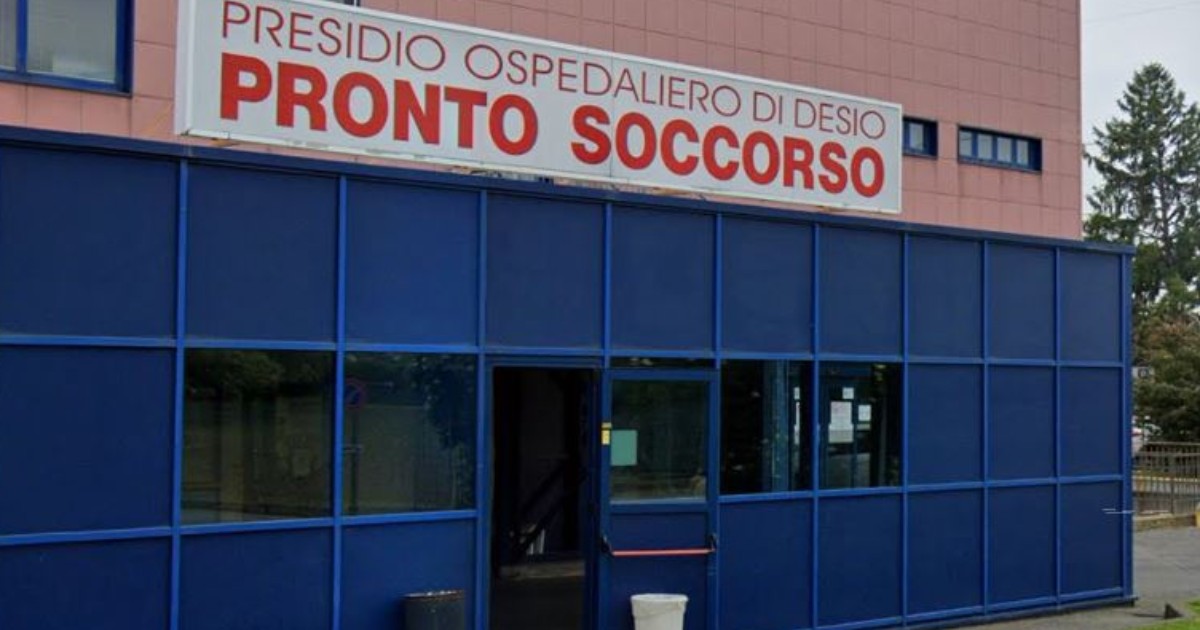 PRESIDIO OSPEDALIERO DI DESIO
PRONTO SOCCORSO